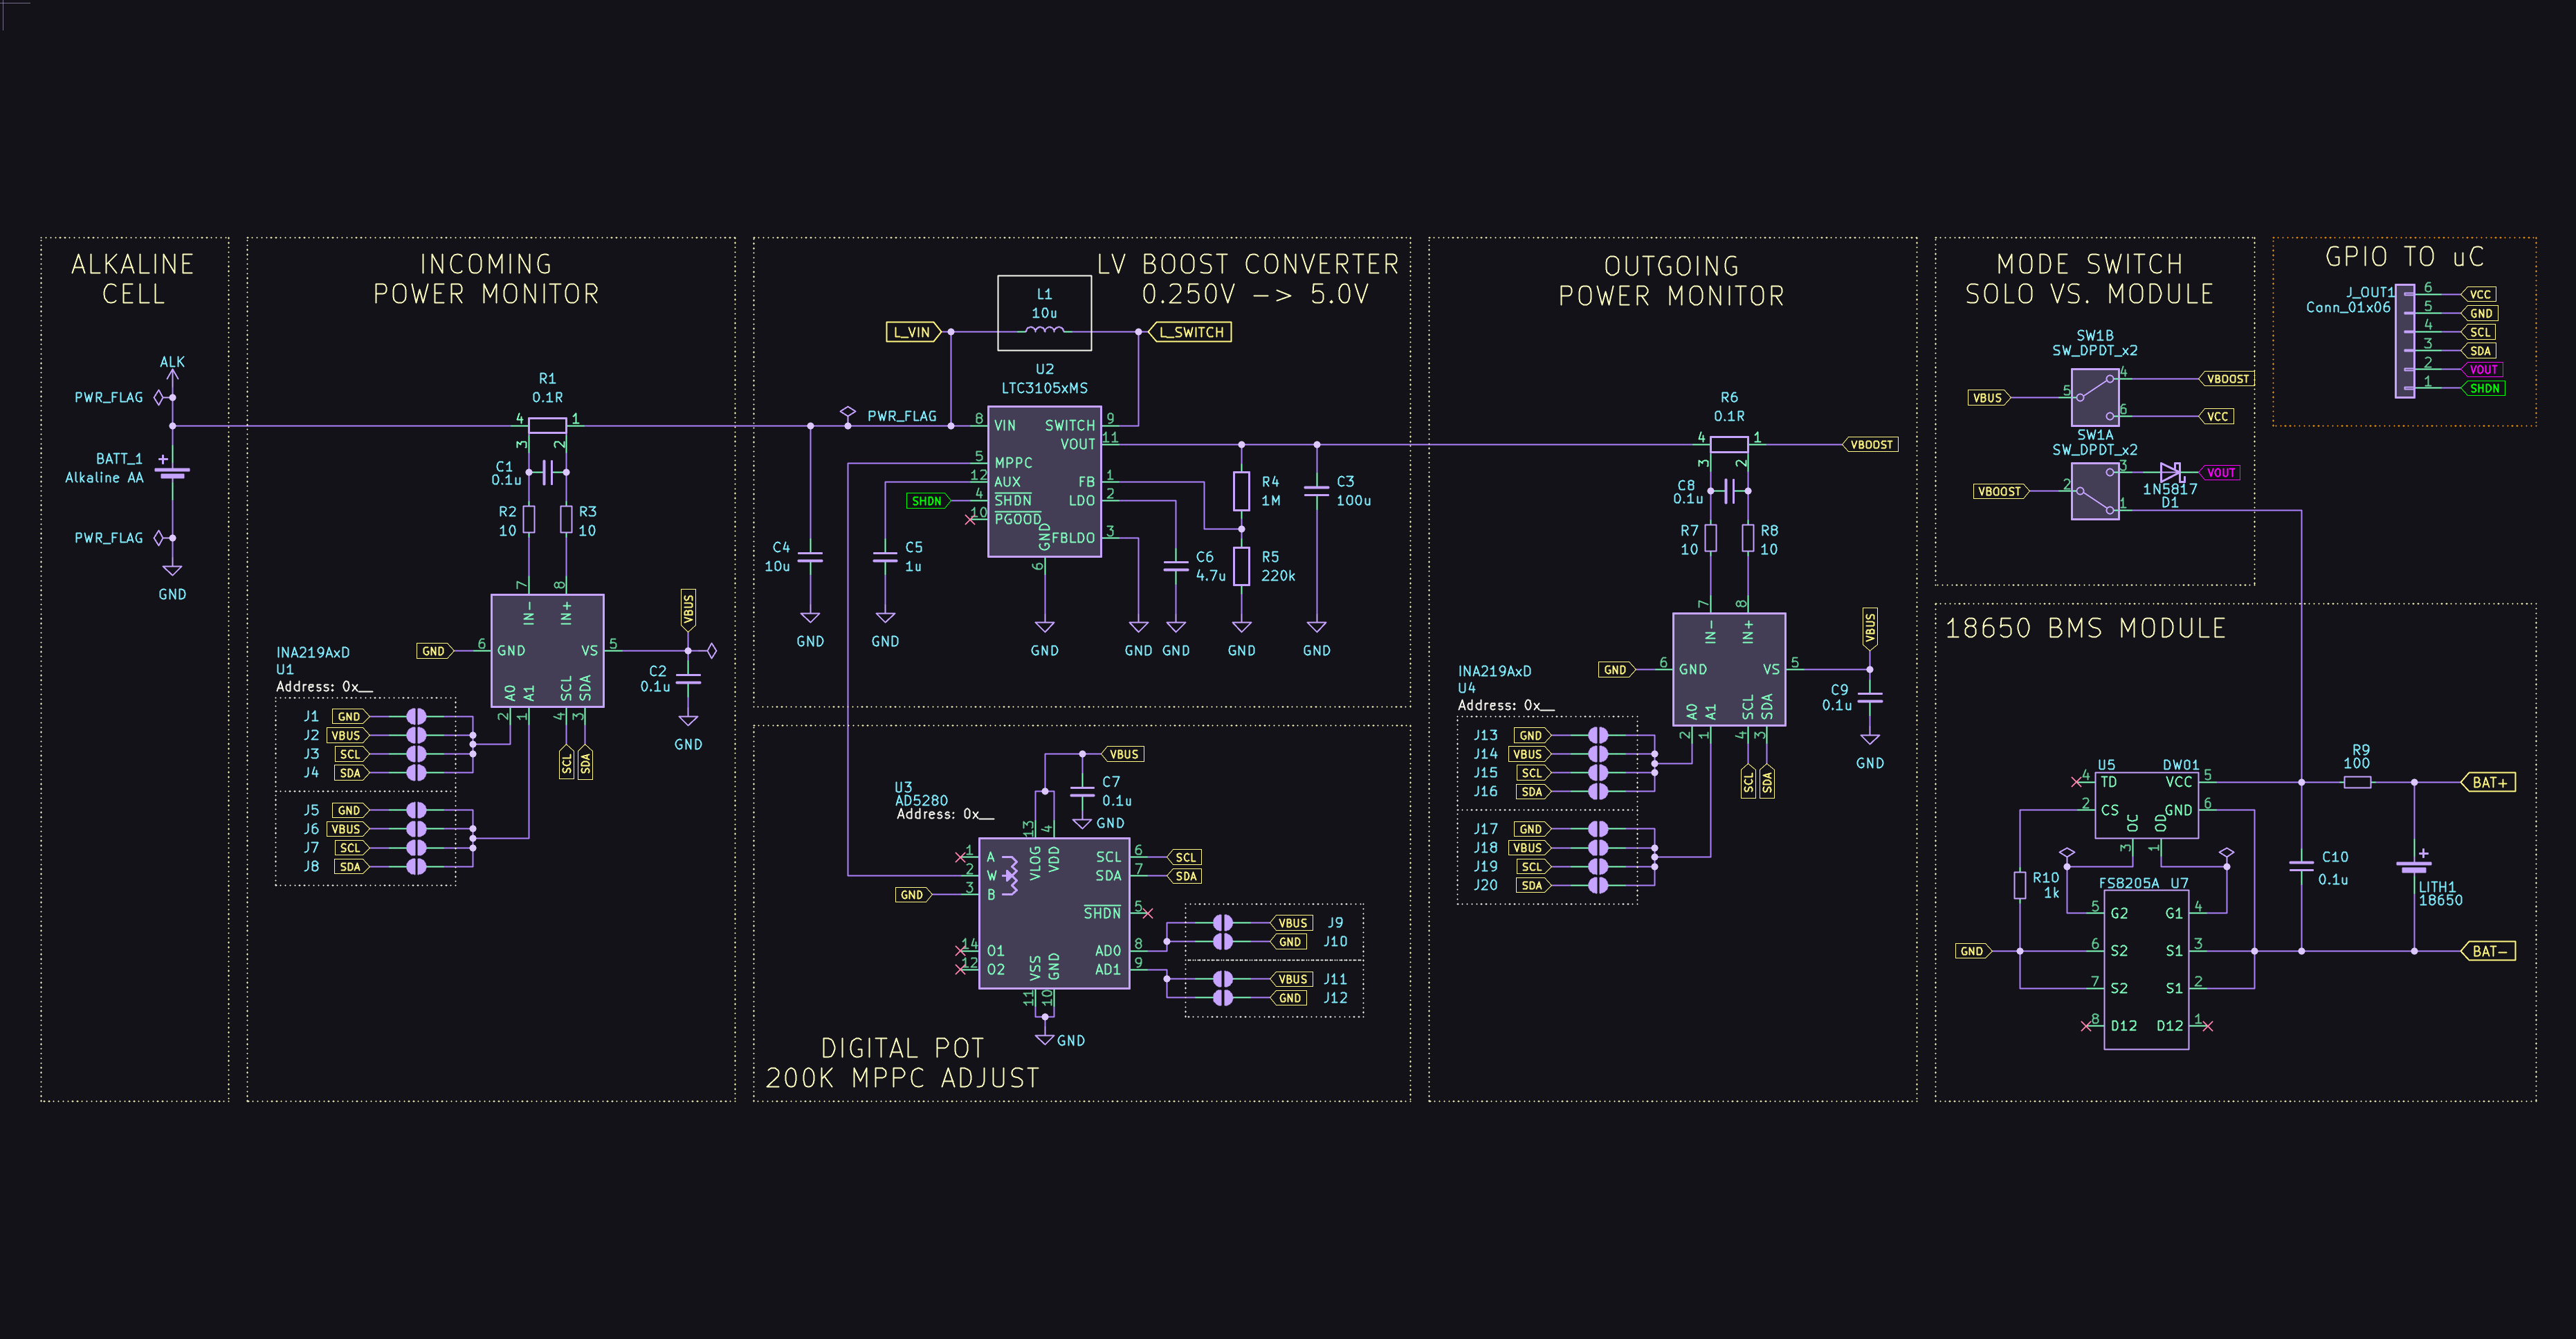 ALKALINE
CELL
ALK
PWR_FLAG
BATT_1
Alkaline AA
PWR_FLAG
GND
INCOMING
POWER MONITOR
R1
0.1R
4
1
3
2
C1
0.1u
R2
10
R3
10
7
8
IN-
IN+
GND
6
GND
VS
5
VBUS
C2
0.1u
GND
A0
A1
SCL
SDA
2
1
4
3
SCL
SDA
INA219AxD
U1
Address: 0x__
J1
GND
J2
VBUS
J3
SCL
J4
SDA
J5
GND
J6
VBUS
J7
SCL
J8
SDA
LV BOOST CONVERTER
0.250V -> 5.0V
L1
10u
L_VIN
L_SWITCH
U2
LTC3105xMS
PWR_FLAG
8
VIN
SWITCH
9
VOUT
11
5
MPPC
12
AUX
FB
1
SHDN
4
SHDN
LDO
2
10
PGOOD
GND
FBLDO
3
6
R4
1M
C3
100u
C4
10u
C5
1u
C6
4.7u
R5
220k
GND
GND
GND
GND
GND
GND
GND
VBUS
C7
0.1u
GND
U3
AD5280
Address: 0x__
13
4
VLOG
VDD
1
A
2
W
GND
3
B
SCL
6
SCL
SDA
7
SDA
SHDN
5
14
O1
12
O2
AD0
8
AD1
9
VSS
GND
11
10
GND
VBUS
J9
GND
J10
VBUS
J11
GND
J12
DIGITAL POT
200K MPPC ADJUST
OUTGOING
POWER MONITOR
R6
0.1R
4
1
3
2
VBOOST
C8
0.1u
R7
10
R8
10
7
8
IN-
IN+
GND
6
GND
VS
5
VBUS
C9
0.1u
GND
A0
A1
SCL
SDA
2
1
4
3
SCL
SDA
INA219AxD
U4
Address: 0x__
J13
GND
J14
VBUS
J15
SCL
J16
SDA
J17
GND
J18
VBUS
J19
SCL
J20
SDA
MODE SWITCH
SOLO VS. MODULE
SW1B
SW_DPDT_x2
VBUS
5
4
VBOOST
6
VCC
SW1A
SW_DPDT_x2
VBOOST
2
3
VOUT
1N5817
D1
1
GPIO TO uC
J_OUT1
Conn_01x06
6
VCC
5
GND
4
SCL
3
SDA
2
VOUT
1
SHDN
18650 BMS MODULE
U5
DW01
4
TD
VCC
5
2
CS
GND
6
OC
OD
3
1
R9
100
BAT+
R10
1k
FS8205A U7
5
G2
G1
4
GND
6
S2
S1
3
7
S2
S1
2
8
D12
D12
1
C10
0.1u
LITH1
18650
BAT-